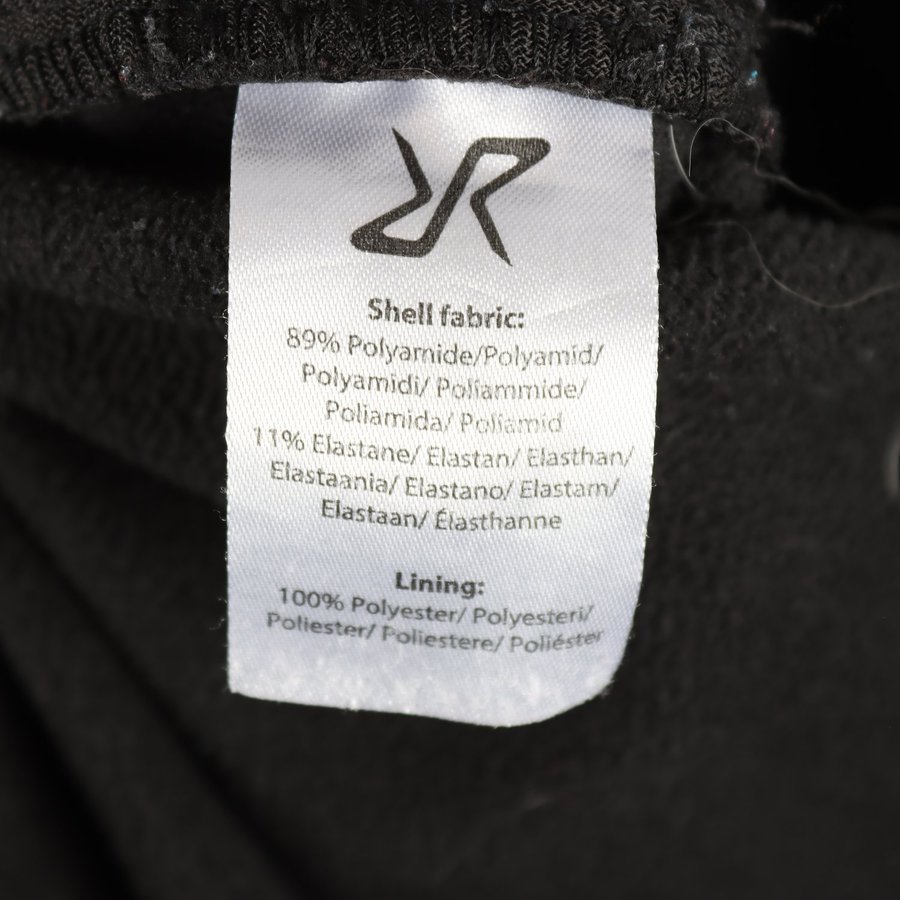 Shell fabric:
89% Polyamide/Polyamid/
Polyamidi/ Poliammide/
Poliamida/ Poliamid
11% Elastane/ Elastan/ Elasthan/
Elastaania/ Elastano/ Elastam/
Elastaan/ Élasthanne
Lining:
100% Polyester/ Polyesteri/
Poliester/ Poliestere/ Poliéster